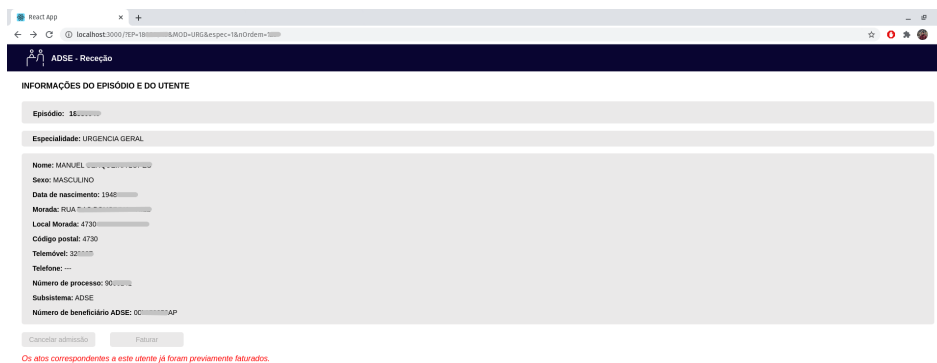 React App
localhost:3000/?EP=18 &MOD=URG&espec=1&nOrdem=1
ADSE - Receção
INFORMAÇÕES DO EPISÓDIO E DO UTENTE
Episódio: 16
Especialidade: URGENCIA GERAL
Nome: MANUEL
Sexo: MASCULINO
Data de nascimento: 1948
Morada: RUA
Local Morada: 4730
Código postal: 4730
Telemóvel: 32
Telefone: ---
Número de processo: 90
Subsistema: ADSE
Número de beneficiário ADSE: 00 AP
Cancelar admissão Faturar
Os atos correspondentes a este utente já foram previamente faturados.